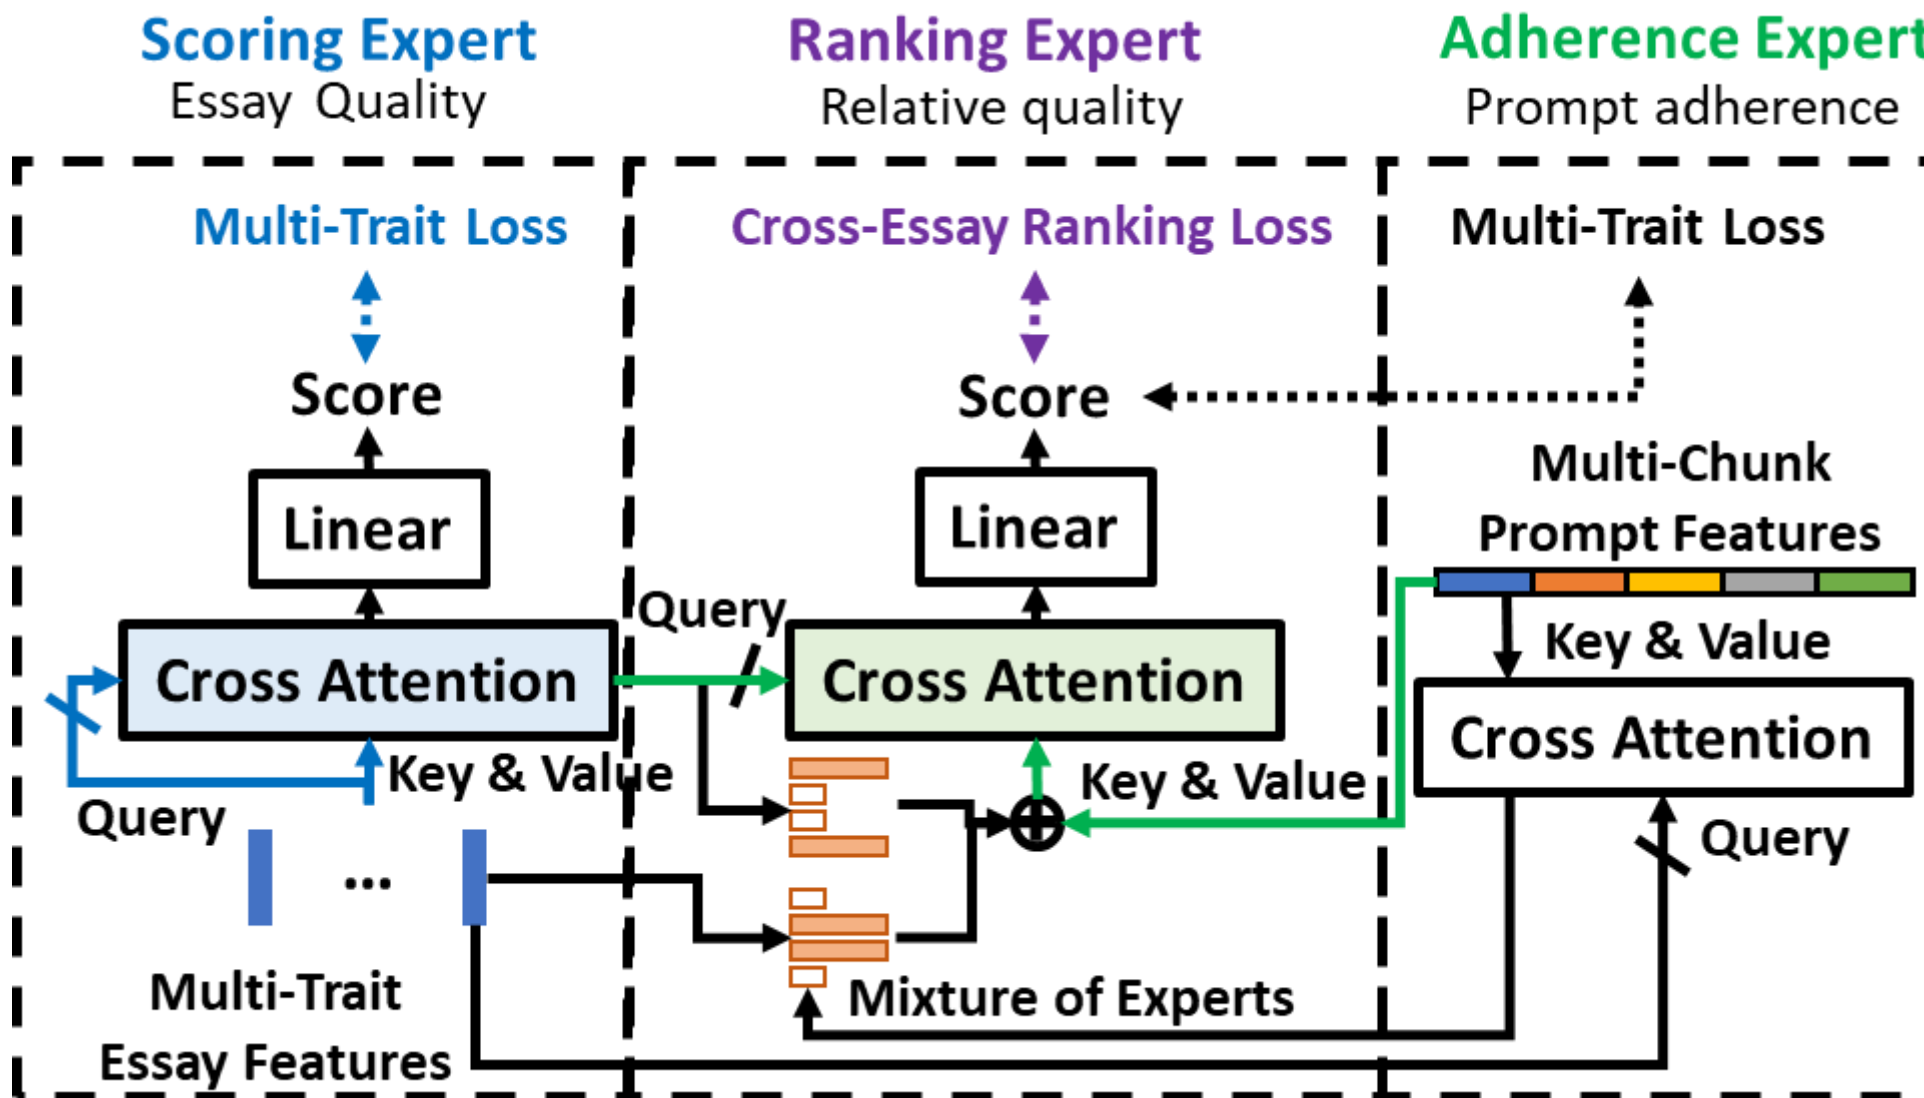 Scoring Expert
Essay Quality
Ranking Expert
Relative quality
Adherence Expert
Prompt adherence
Multi-Trait Loss
Cross-Essay Ranking Loss
Multi-Trait Loss
Score
Score
Linear
Linear
Multi-Chunk
Prompt Features
Query
Key & Value
Cross Attention
Cross Attention
Cross Attention
Key & Value
Key & Value
Query
Query
...
Multi-Trait
Essay Features
Mixture of Experts